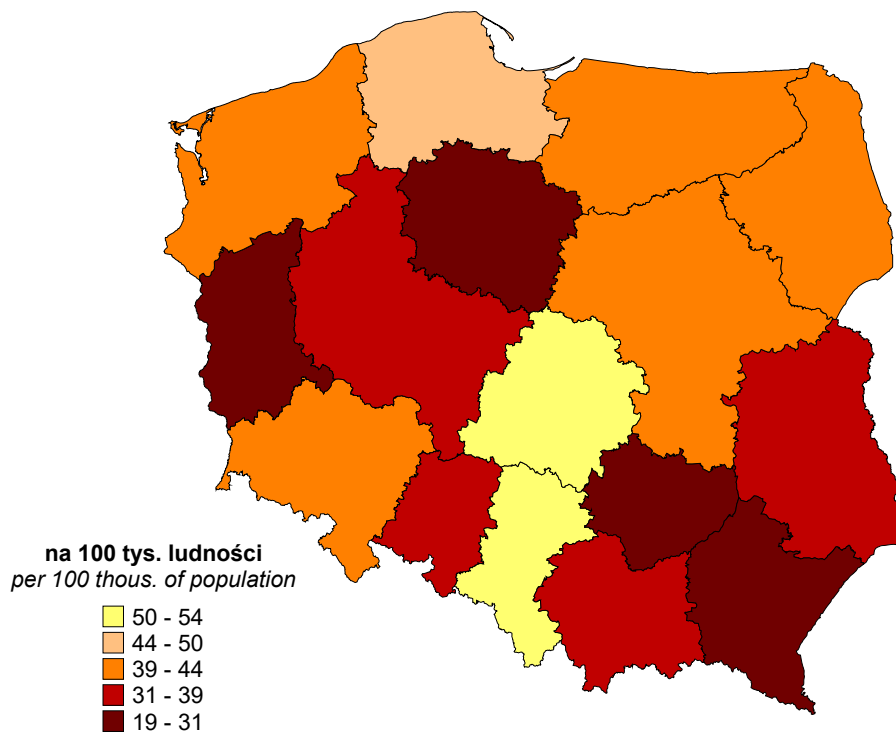 na 100 tys. ludności
per 100 thous. of population
50 - 54
44 - 50
39 - 44
31 - 39
19 - 31